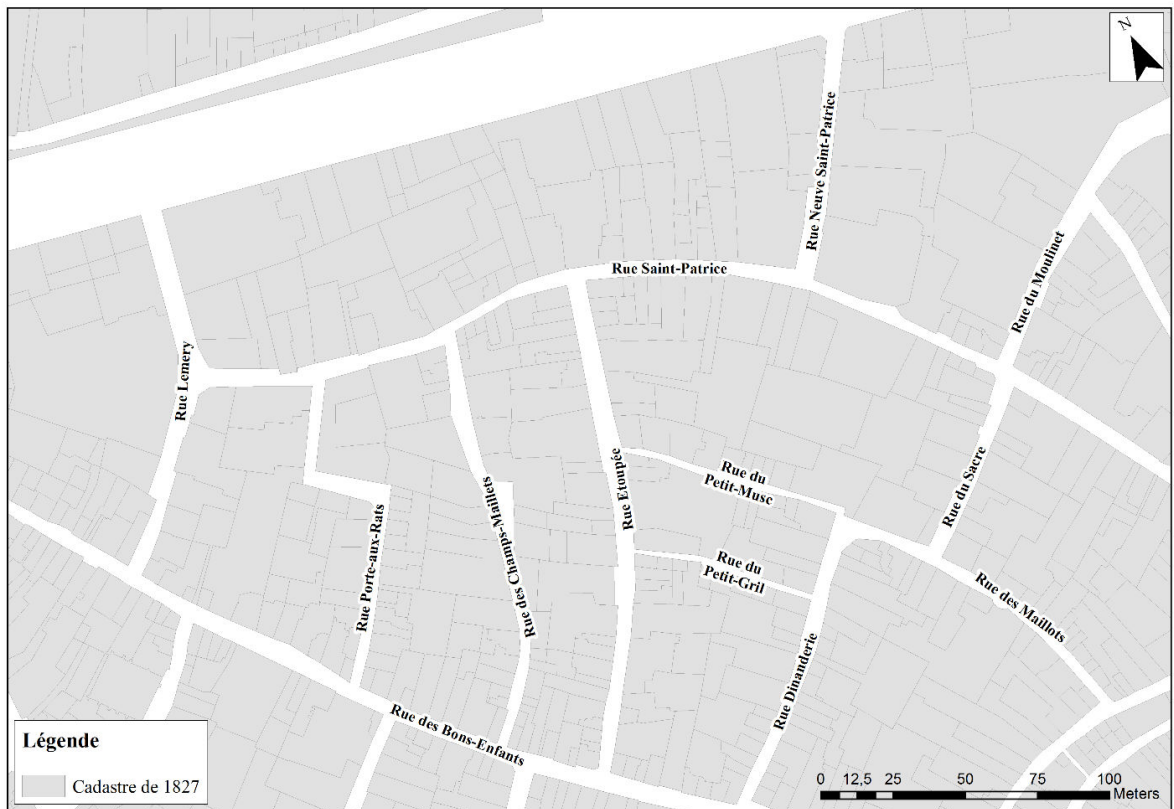 N
Rue Neuve Saint-Patrice
Rue Saint-Patrice
Rue du Moulinet
Rue Lemery
Rue Etoupée
Rue du
Petit-Musc
Rue du Sacre
Rue des Champs-Maillets
Rue Porte-aux-Rats
Rue du
Petit-Gril
Rue des Maillots
Rue Dinanderie
Rue des Bons-Enfants
Légende
Cadastre de 1827
0 12.5 25 50 75 100
Meters